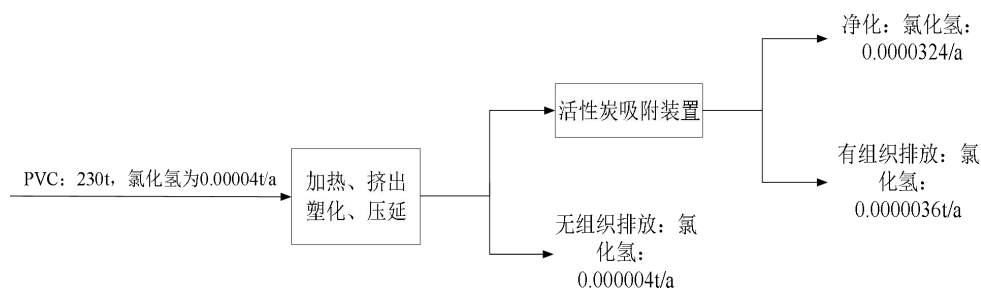 净化：氯化氢：
0.0000324/a
活性炭吸附装置
有组织排放：氯
化氢：
0.0000036t/a
PVC：230t，氯化氢为0.00004t/a
加热、挤出
塑化、压延
无组织排放：氯
化氢：
0.000004t/a